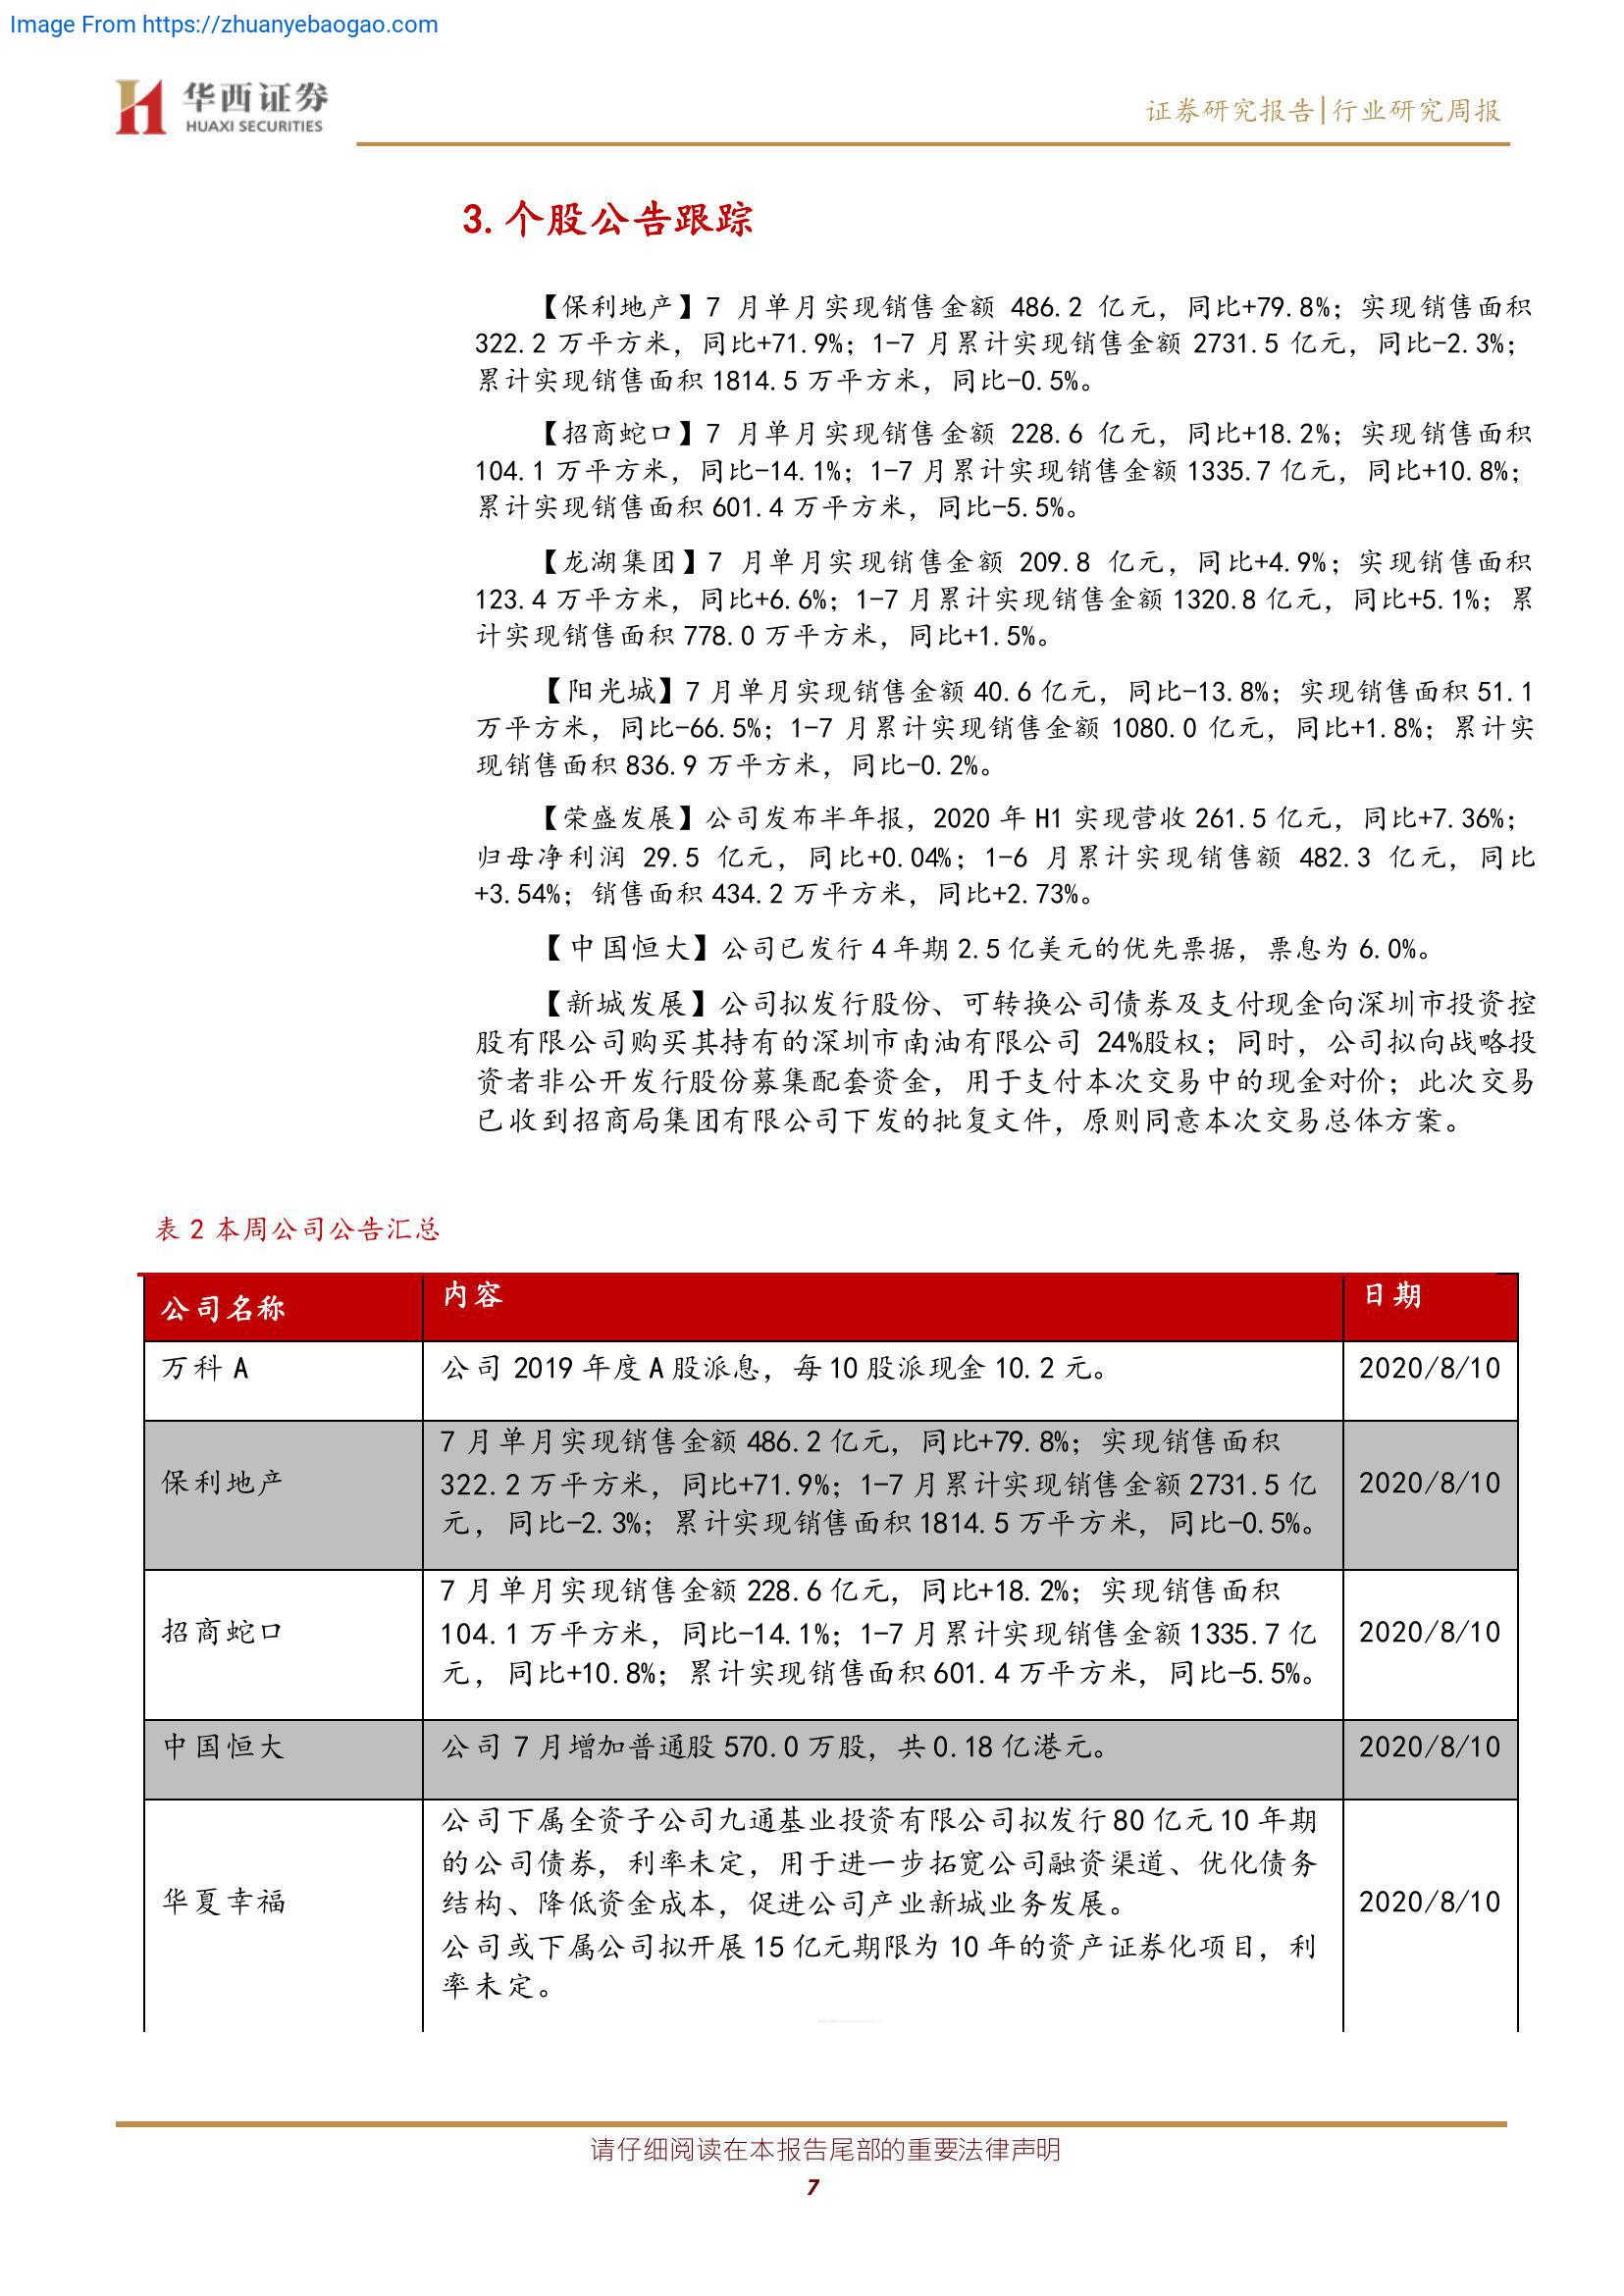 Image From https://zhuanyebaogao.com
华西证券
HUAXI SECURITIES
证券研究报告|行业研究周报
3.个股公告跟踪
【保利地产】7 月单月实现销售金额 486.2 亿元，同比+79.8%；实现销售面积
322.2 万平方米，同比+71.9%；1-7 月累计实现销售金额 2731.5 亿元，同比-2.3%；
累计实现销售面积 1814.5 万平方米，同比-0.5%。
【招商蛇口】7 月单月实现销售金额 228.6 亿元，同比+18.2%；实现销售面积
104.1 万平方米，同比-14.1%；1-7 月累计实现销售金额 1335.7 亿元，同比+10.8%；
累计实现销售面积 601.4 万平方米，同比-5.5%。
【龙湖集团】7 月单月实现销售金额 209.8 亿元，同比+4.9%；实现销售面积
123.4 万平方米，同比+6.6%；1-7 月累计实现销售金额 1320.8 亿元，同比+5.1%；累
计实现销售面积 778.0 万平方米，同比+1.5%。
【阳光城】7 月单月实现销售金额 40.6 亿元，同比-13.8%；实现销售面积 51.1
万平方米，同比-66.5%；1-7 月累计实现销售金额 1080.0 亿元，同比+1.8%；累计实
现销售面积 836.9 万平方米，同比-0.2%。
【荣盛发展】公司发布半年报，2020 年 H1 实现营收 261.5 亿元，同比+7.36%；
归母净利润 29.5 亿元，同比+0.04%；1-6 月累计实现销售额 482.3 亿元，同比
+3.54%；销售面积 434.2 万平方米，同比+2.73%。
【中国恒大】公司已发行 4 年期 2.5 亿美元的优先票据，票息为 6.0%。
【新城发展】公司拟发行股份、可转换公司债券及支付现金向深圳市投资控
股有限公司购买其持有的深圳市南油有限公司 24%股权；同时，公司拟向战略投
资者非公开发行股份募集配套资金，用于支付本次交易中的现金对价；此次交易
已收到招商局集团有限公司下发的批复文件，原则同意本次交易总体方案。
表 2 本周公司公告汇总
公司名称 内容 日期
万科 A 公司 2019 年度 A 股派息，每 10 股派现金 10.2 元。 2020/8/10
7 月单月实现销售金额 486.2 亿元，同比+79.8%；实现销售面积
保利地产 322.2 万平方米，同比+71.9%；1-7 月累计实现销售金额 2731.5 亿 2020/8/10
元，同比-2.3%；累计实现销售面积 1814.5 万平方米，同比-0.5%。
7 月单月实现销售金额 228.6 亿元，同比+18.2%；实现销售面积
招商蛇口 104.1 万平方米，同比-14.1%；1-7 月累计实现销售金额 1335.7 亿 2020/8/10
元，同比+10.8%；累计实现销售面积 601.4 万平方米，同比-5.5%。
中国恒大 公司 7 月增加普通股 570.0 万股，共 0.18 亿港元。 2020/8/10
公司下属全资子公司九通基业投资有限公司拟发行 80 亿元 10 年期
的公司债券，利率未定，用于进一步拓宽公司融资渠道、优化债务
华夏幸福 结构、降低资金成本，促进公司产业新城业务发展。 2020/8/10
公司或下属公司拟开展 15 亿元期限为 10 年的资产证券化项目，利
率未定。
请仔细阅读在本报告尾部的重要法律声明
7